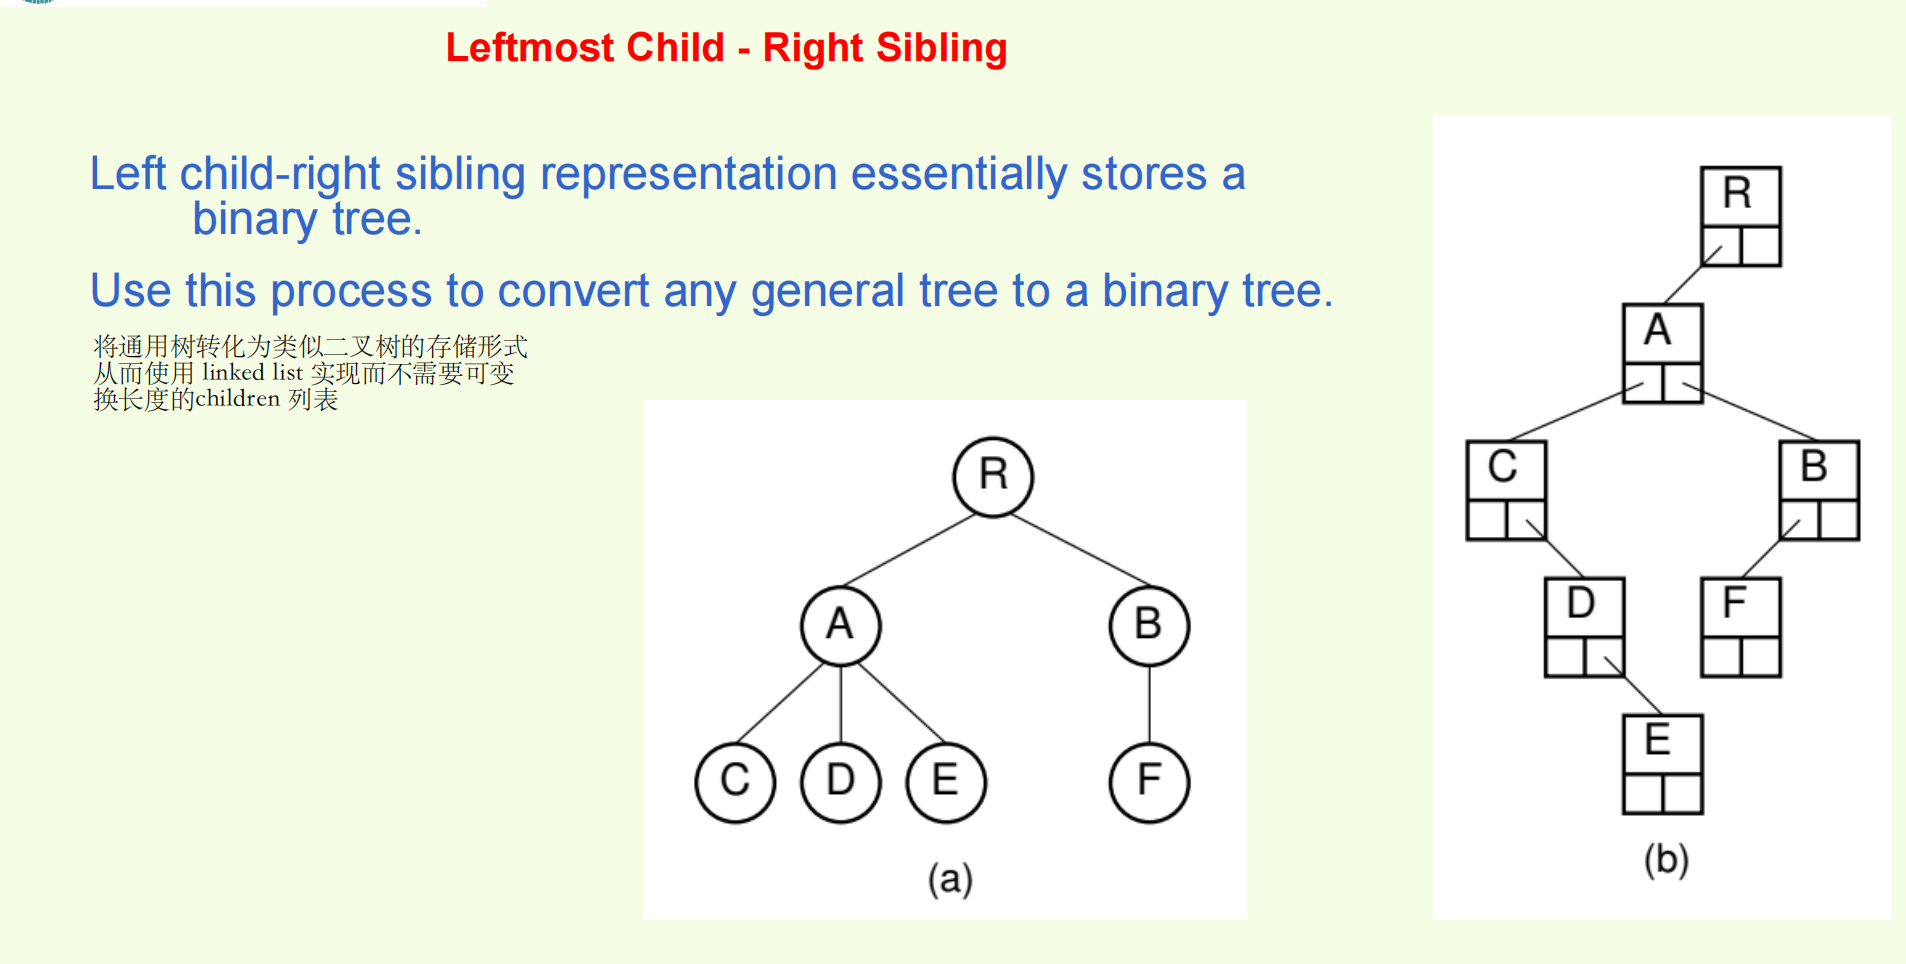 Leftmost Child - Right Sibling
Left child-right sibling representation essentially stores a
binary tree.
Use this process to convert any general tree to a binary tree.
将通用树转化为类似二叉树的存储形式
从而使用 linked list 实现而不需要可变
换长度的children 列表
R
A B
C D E F
(a)
R
A
C B
D F
E
(b)